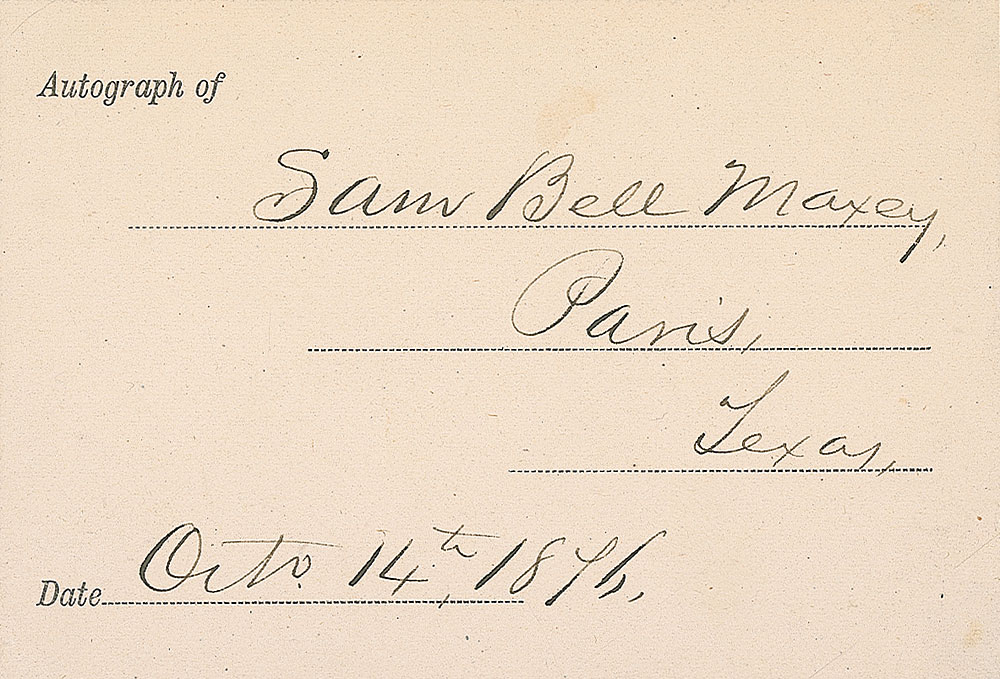 Autograph of
Sam Bell Maxey,
Paris,
Texas,
Date Octo. 14th, 1876,